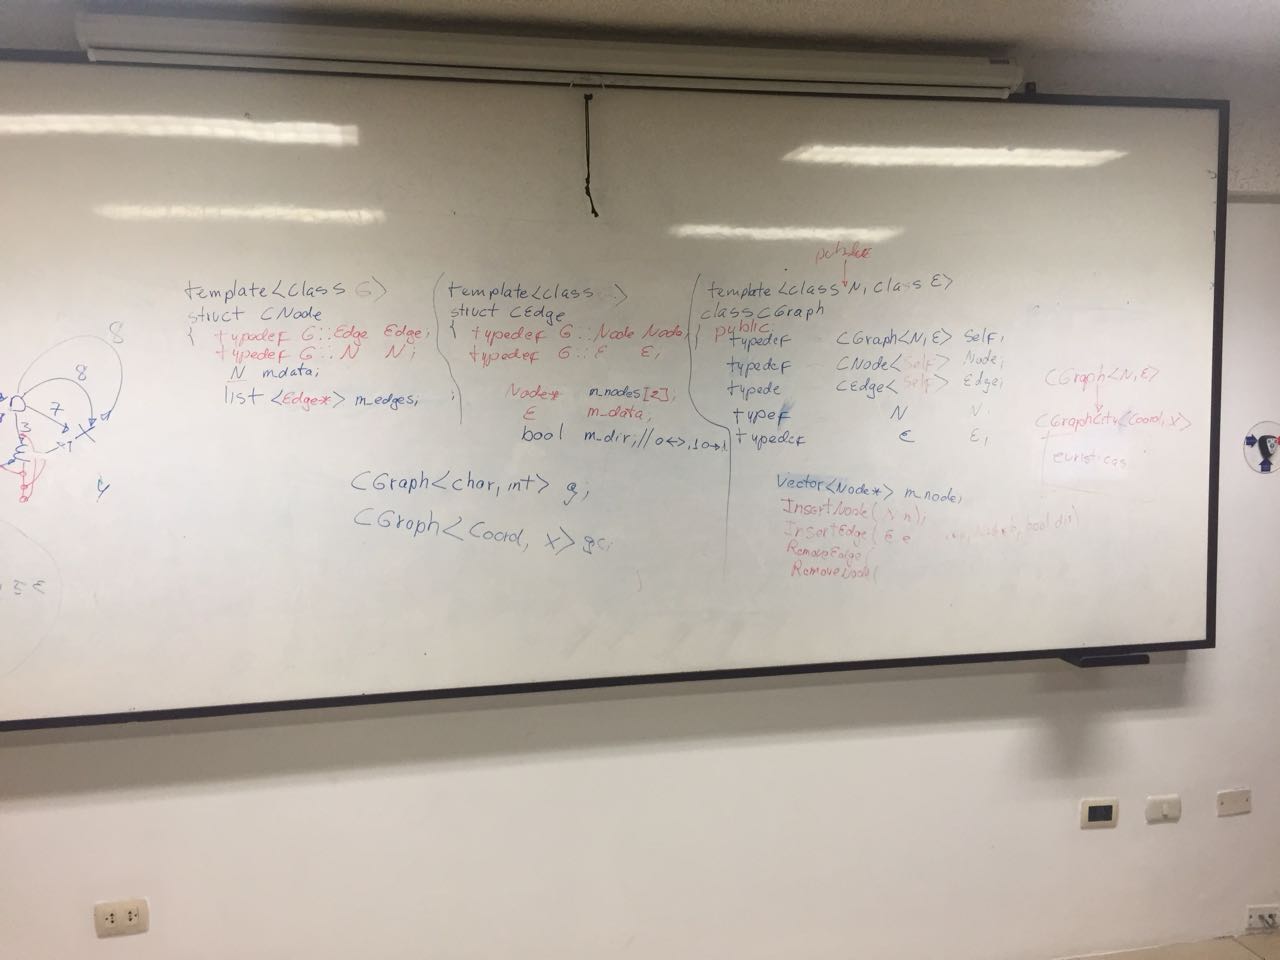 template<class G>
struct CNode
{ typedef G::Edge Edge;
typedef G::N N;
N mdata;
list <Edge*> m_edges;
template<class >
struct CEdge
{ typedef G::Node Node;
typedef G::E E;
Node* m_nodes[2];
E m_data;
bool m_dir; // 0<->, 1 0->1
public
template <class N, class E>
class CGraph
{ public:
typedef CGraph<N,E> Self;
typedef CNode<Self> Node;
typede CEdge<Self> Edge;
typef N N;
typedef E E;
vector<Node*> m_node;
InsertNode( N n);
InsertEdge( E e bool dir)
RemoveEdge(
RemoveNode(
CGraph<char, int> g;
CGraph<Coord, X> gc;
CGraph<N,E>
CGraphCity<Coord, X>
euristicas
8
8
7